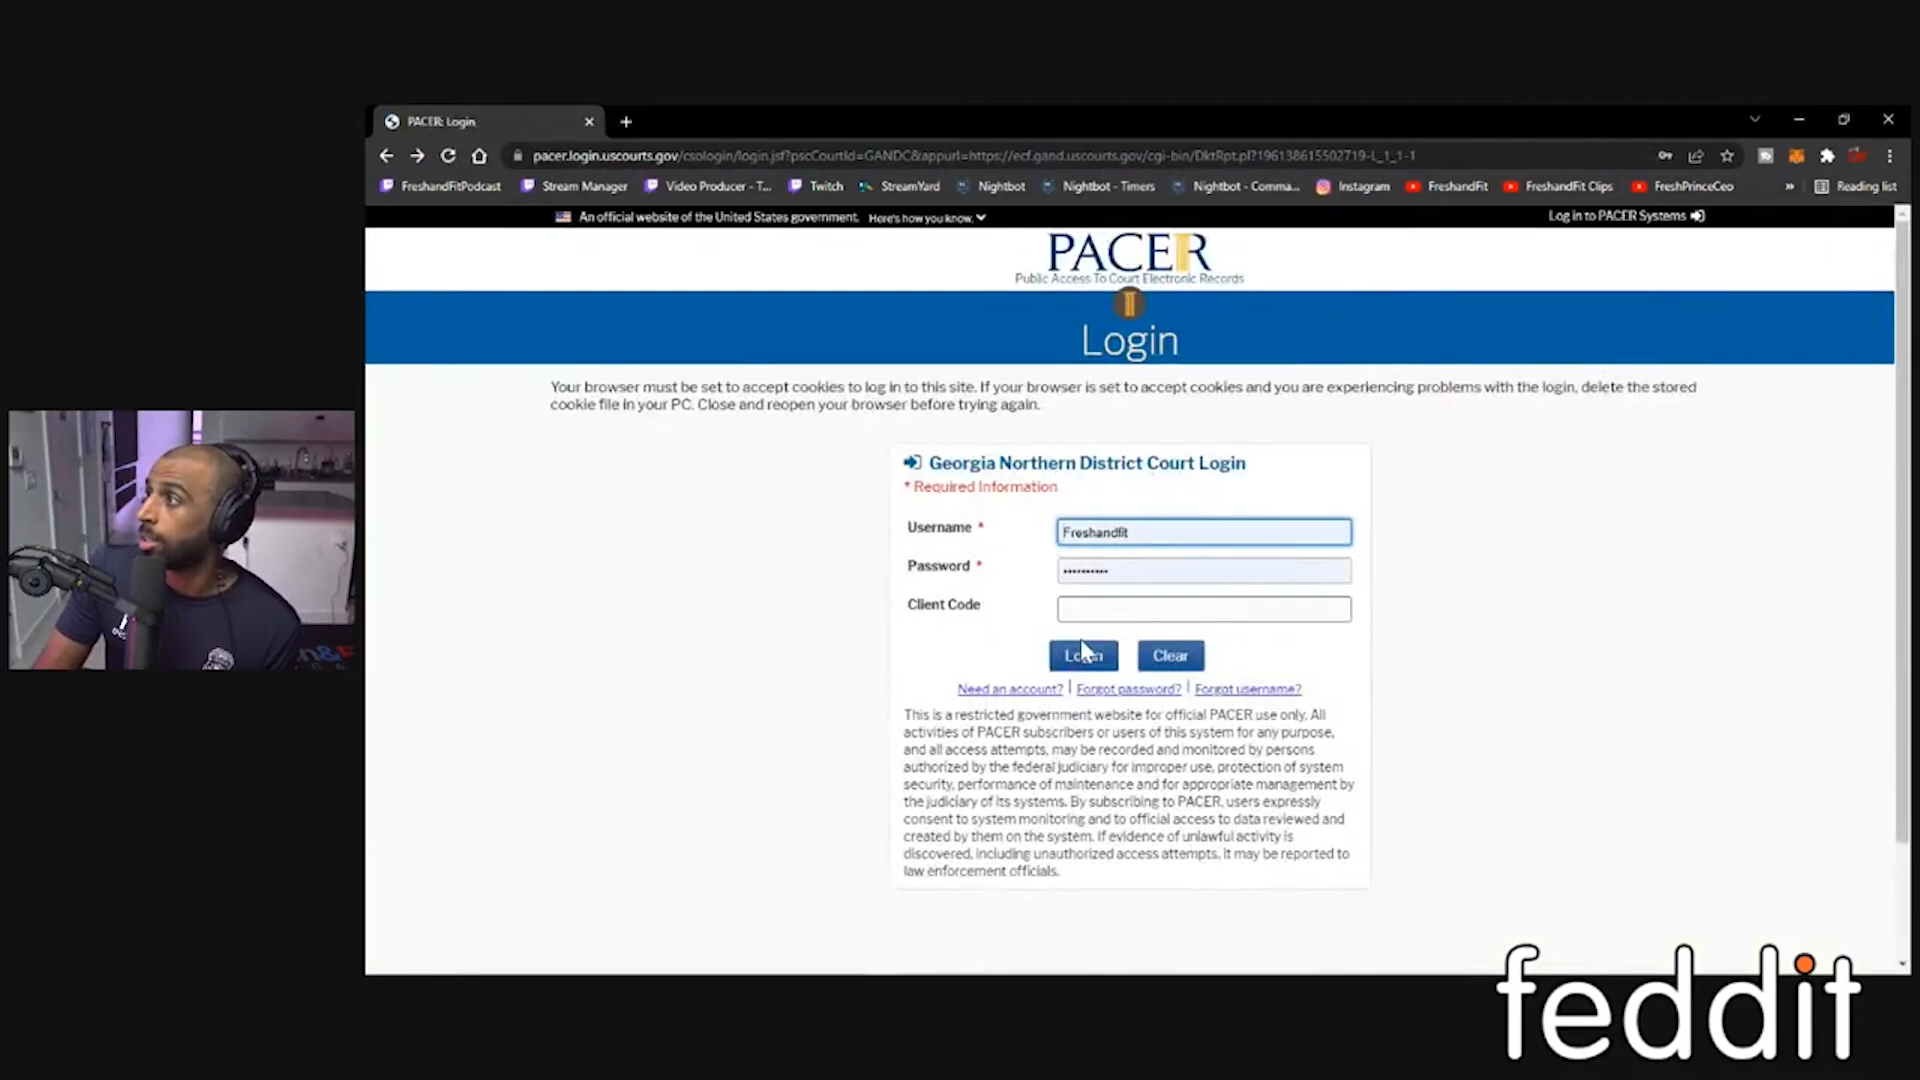 PACER: Login
pacer.login.uscourts.gov/csologin/login.jsf?pscCourtId=GANDC&appurl=https://ecf.gand.uscourts.gov/cgi-bin/DktRpt.pl?196138615502719-L_1_1-1
FreshandFitPodcast Stream Manager Video Producer - T... Twitch StreamYard Nightbot Nightbot - Timers Nightbot - Comma... Instagram FreshandFit FreshandFit Clips FreshPrinceCeo » Reading list
An official website of the United States government. Here's how you know. Log in to PACER Systems
PACER
Public Access To Court Electronic Records
Login
Your browser must be set to accept cookies to log in to this site. If your browser is set to accept cookies and you are experiencing problems with the login, delete the stored
cookie file in your PC. Close and reopen your browser before trying again.
Georgia Northern District Court Login
* Required Information
Username * Freshandfit
Password * ••••••••••
Client Code
Login Clear
Need an account? | Forgot password? | Forgot username?
This is a restricted government website for official PACER use only. All
activities of PACER subscribers or users of this system for any purpose,
and all access attempts, may be recorded and monitored by persons
authorized by the federal judiciary for improper use, protection of system
security, performance of maintenance and for appropriate management by
the judiciary of its systems. By subscribing to PACER, users expressly
consent to system monitoring and to official access to data reviewed and
created by them on the system. If evidence of unlawful activity is
discovered, including unauthorized access attempts, it may be reported to
law enforcement officials.
feddit